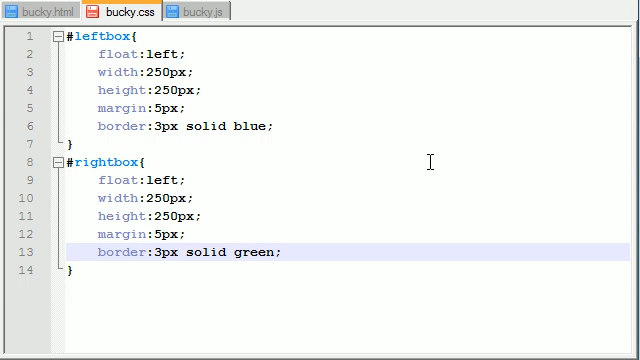 bucky.html bucky.css bucky.js
1 #leftbox{
2 float:left;
3 width:250px;
4 height:250px;
5 margin:5px;
6 border:3px solid blue;
7 }
8 #rightbox{
9 float:left;
10 width:250px;
11 height:250px;
12 margin:5px;
13 border:3px solid green;
14 }